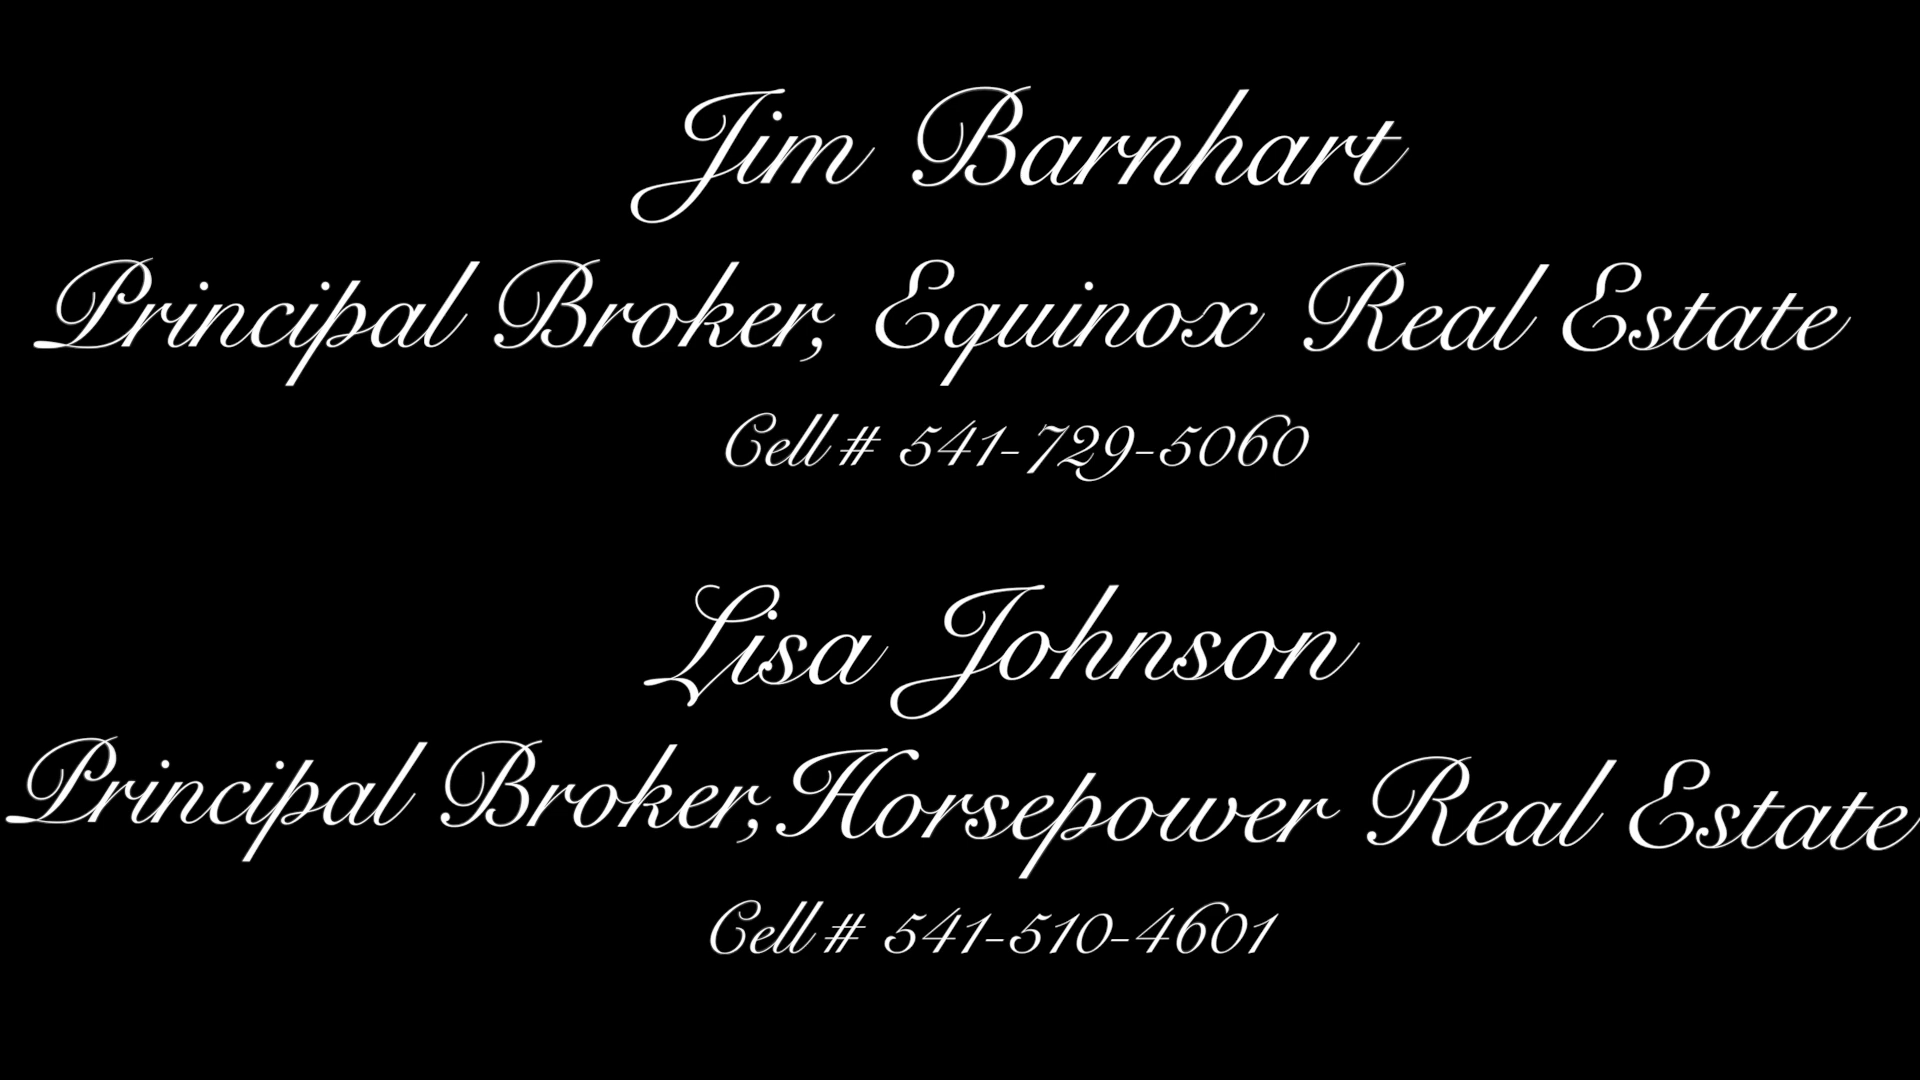 Jim Barnhart
Principal Broker, Equinox Real Estate
Cell # 541-729-5060
Lisa Johnson
Principal Broker,Horsepower Real Estate
Cell # 541-510-4601